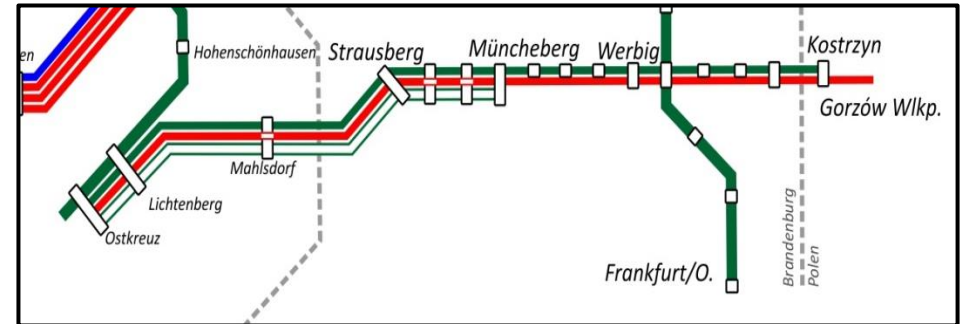 en
Hohenschönhausen
Strausberg
Müncheberg
Werbig
Kostrzyn
Gorzów Wlkp.
Mahlsdorf
Lichtenberg
Ostkreuz
Frankfurt/O.
Brandenburg
Polen